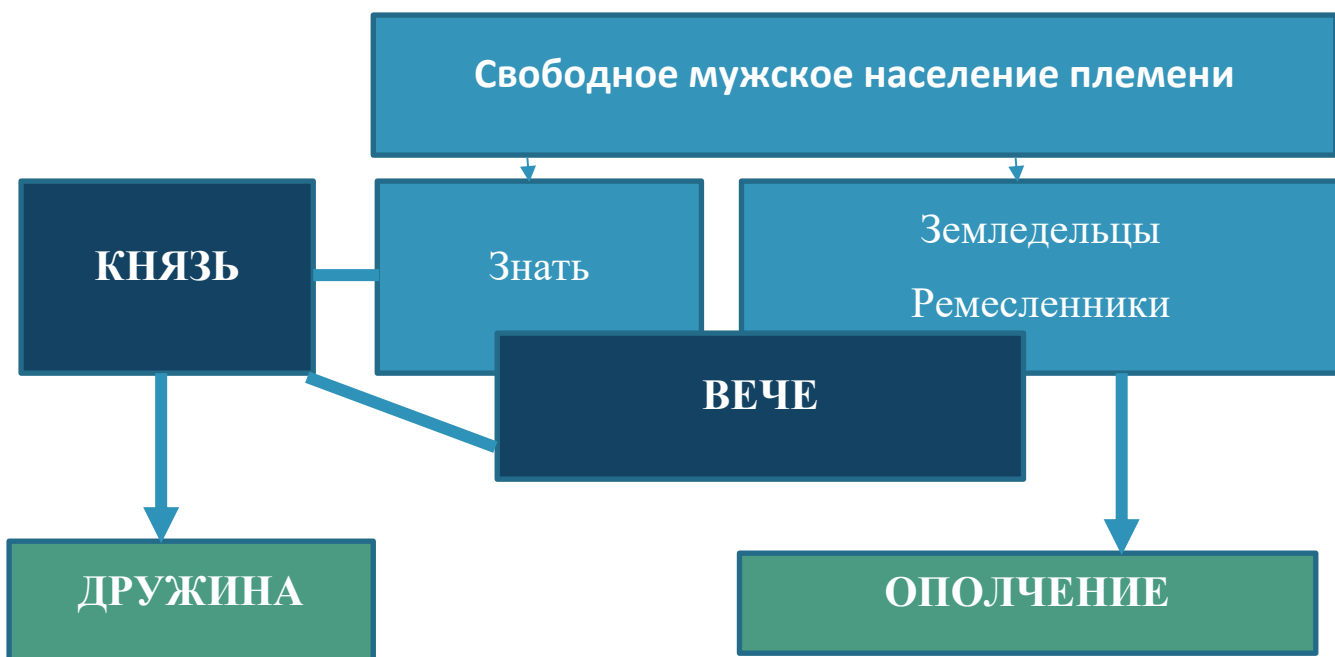 Свободное мужское население племени
КНЯЗЬ
Знать
Земледельцы
Ремесленники
ВЕЧЕ
ДРУЖИНА
ОПОЛЧЕНИЕ